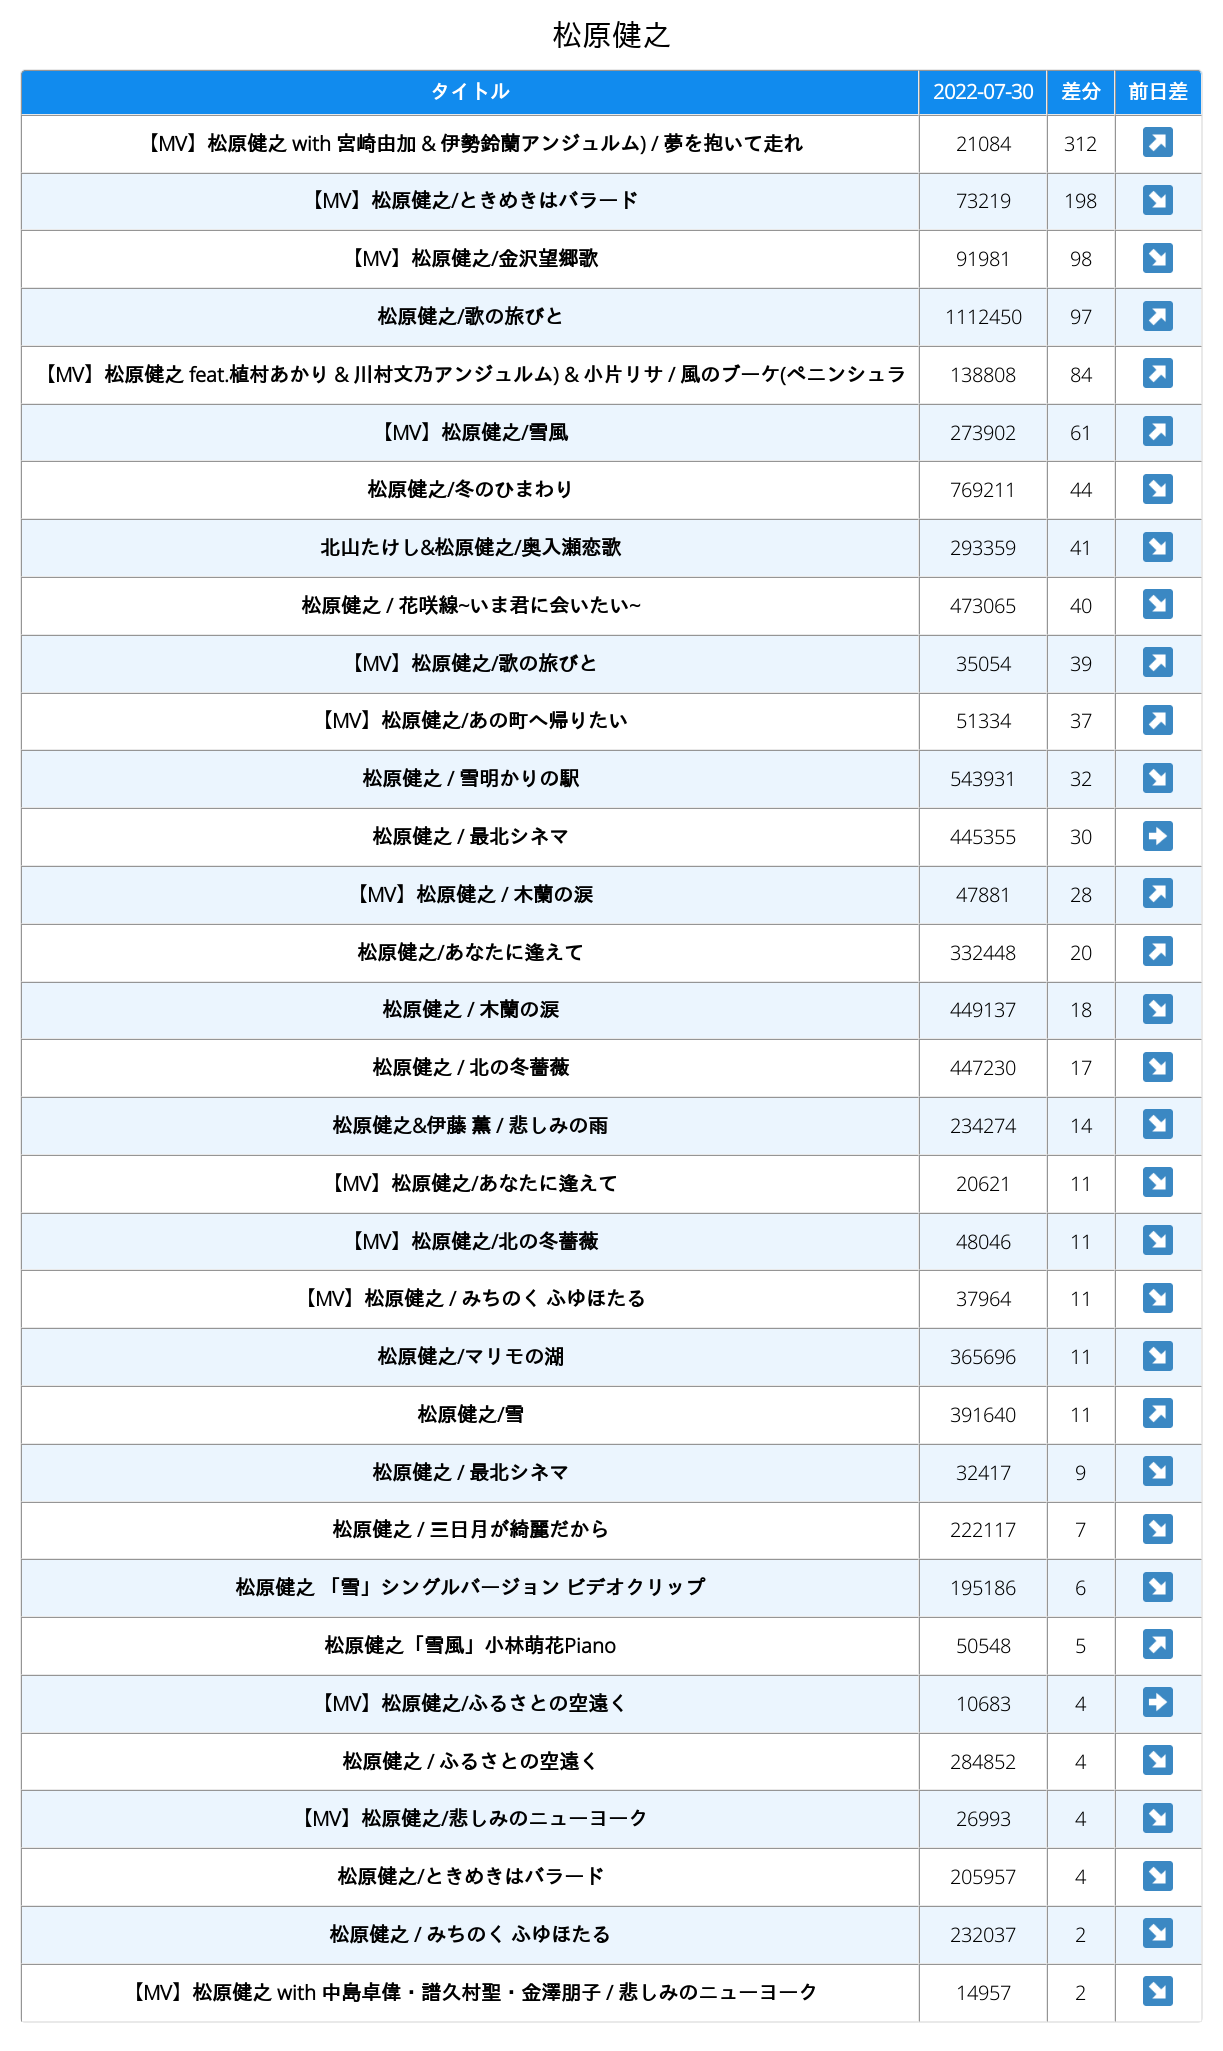 松原健之
タイトル 2022-07-30 差分 前日差
【MV】松原健之 with 宮崎由加 & 伊勢鈴蘭アンジュルム) / 夢を抱いて走れ 21084 312
【MV】松原健之/ときめきはバラード 73219 198
【MV】松原健之/金沢望郷歌 91981 98
松原健之/歌の旅びと 1112450 97
【MV】松原健之 feat.植村あかり & 川村文乃アンジュルム) & 小片リサ / 風のブーケ(ペニンシュラ 138808 84
【MV】松原健之/雪風 273902 61
松原健之/冬のひまわり 769211 44
北山たけし&松原健之/奥入瀬恋歌 293359 41
松原健之 / 花咲線~いま君に会いたい~ 473065 40
【MV】松原健之/歌の旅びと 35054 39
【MV】松原健之/あの町へ帰りたい 51334 37
松原健之 / 雪明かりの駅 543931 32
松原健之 / 最北シネマ 445355 30
【MV】松原健之 / 木蘭の涙 47881 28
松原健之/あなたに逢えて 332448 20
松原健之 / 木蘭の涙 449137 18
松原健之 / 北の冬薔薇 447230 17
松原健之&伊藤 薫 / 悲しみの雨 234274 14
【MV】松原健之/あなたに逢えて 20621 11
【MV】松原健之/北の冬薔薇 48046 11
【MV】松原健之 / みちのく ふゆほたる 37964 11
松原健之/マリモの湖 365696 11
松原健之/雪 391640 11
松原健之 / 最北シネマ 32417 9
松原健之 / 三日月が綺麗だから 222117 7
松原健之 「雪」シングルバージョン ビデオクリップ 195186 6
松原健之「雪風」小林萌花Piano 50548 5
【MV】松原健之/ふるさとの空遠く 10683 4
松原健之 / ふるさとの空遠く 284852 4
【MV】松原健之/悲しみのニューヨーク 26993 4
松原健之/ときめきはバラード 205957 4
松原健之 / みちのく ふゆほたる 232037 2
【MV】松原健之 with 中島卓偉・譜久村聖・金澤朋子 / 悲しみのニューヨーク 14957 2